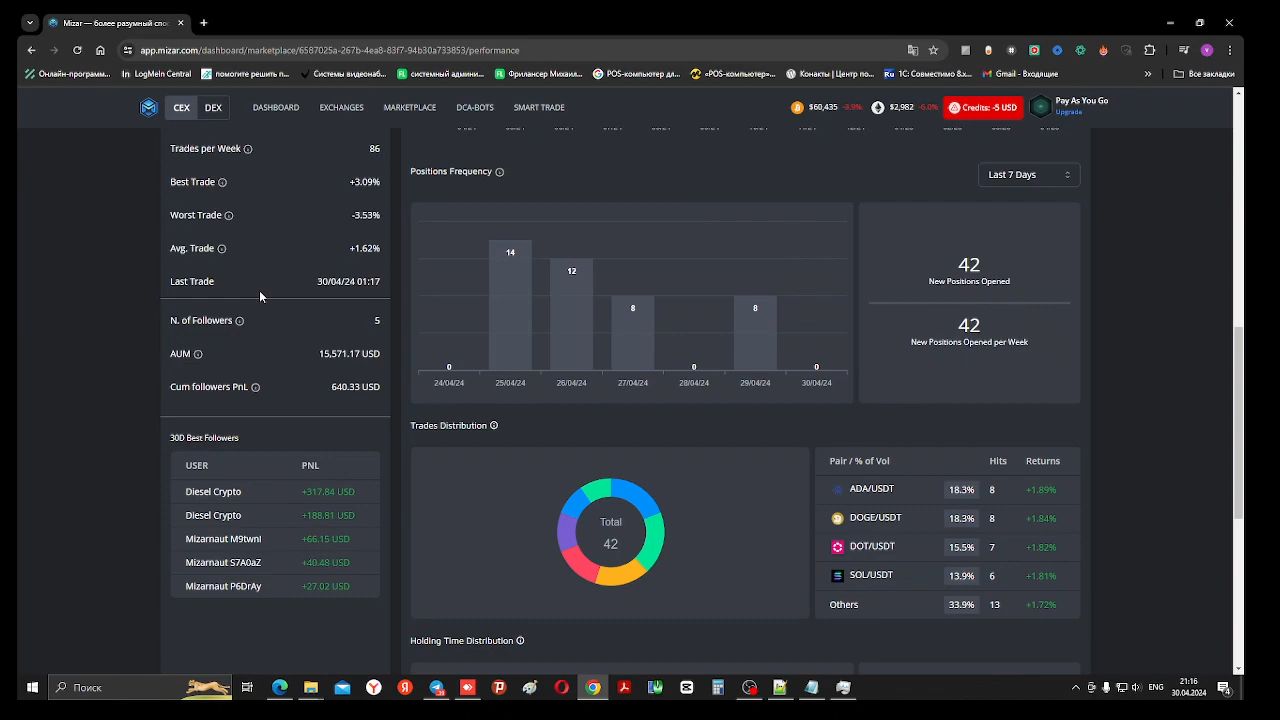 Mizar — более разумный спос
app.mizar.com/dashboard/marketplace/6587025a-267b-4ea8-83f7-94b30a733853/performance
Онлайн-програм...
LogMeIn Central
помогите решить п...
Системы видеонаб...
системный админи...
Фрилансер Михаил...
POS-компьютер дл...
«POS-компьютер»...
Конакты | Центр по...
1С: Совместимо 8.x...
Gmail - Входящие
Все закладки
CEX
DEX
DASHBOARD
EXCHANGES
MARKETPLACE
DCA-BOTS
SMART TRADE
$60,435 -3.9%
$2,982 -6.0%
Credits: -5 USD
Pay As You Go
Upgrade
Trades per Week 86
Best Trade +3.09%
Worst Trade -3.53%
Avg. Trade +1.62%
Last Trade 30/04/24 01:17
N. of Followers 5
AUM 15,571.17 USD
Cum followers PnL 640.33 USD
30D Best Followers
USER PNL
Diesel Crypto +317.84 USD
Diesel Crypto +188.81 USD
Mizarnaut M9twnI +66.15 USD
Mizarnaut S7A0aZ +40.48 USD
Mizarnaut P6DrAy +27.02 USD
Positions Frequency
Last 7 Days
0 14 12 8 0 8 0
24/04/24 25/04/24 26/04/24 27/04/24 28/04/24 29/04/24 30/04/24
42
New Positions Opened
42
New Positions Opened per Week
Trades Distribution
Total
42
Pair / % of Vol Hits Returns
ADA/USDT 18.3% 8 +1.89%
DOGE/USDT 18.3% 8 +1.84%
DOT/USDT 15.5% 7 +1.82%
SOL/USDT 13.9% 6 +1.81%
Others 33.9% 13 +1.72%
Holding Time Distribution
Поиск
ENG
21:16
30.04.2024